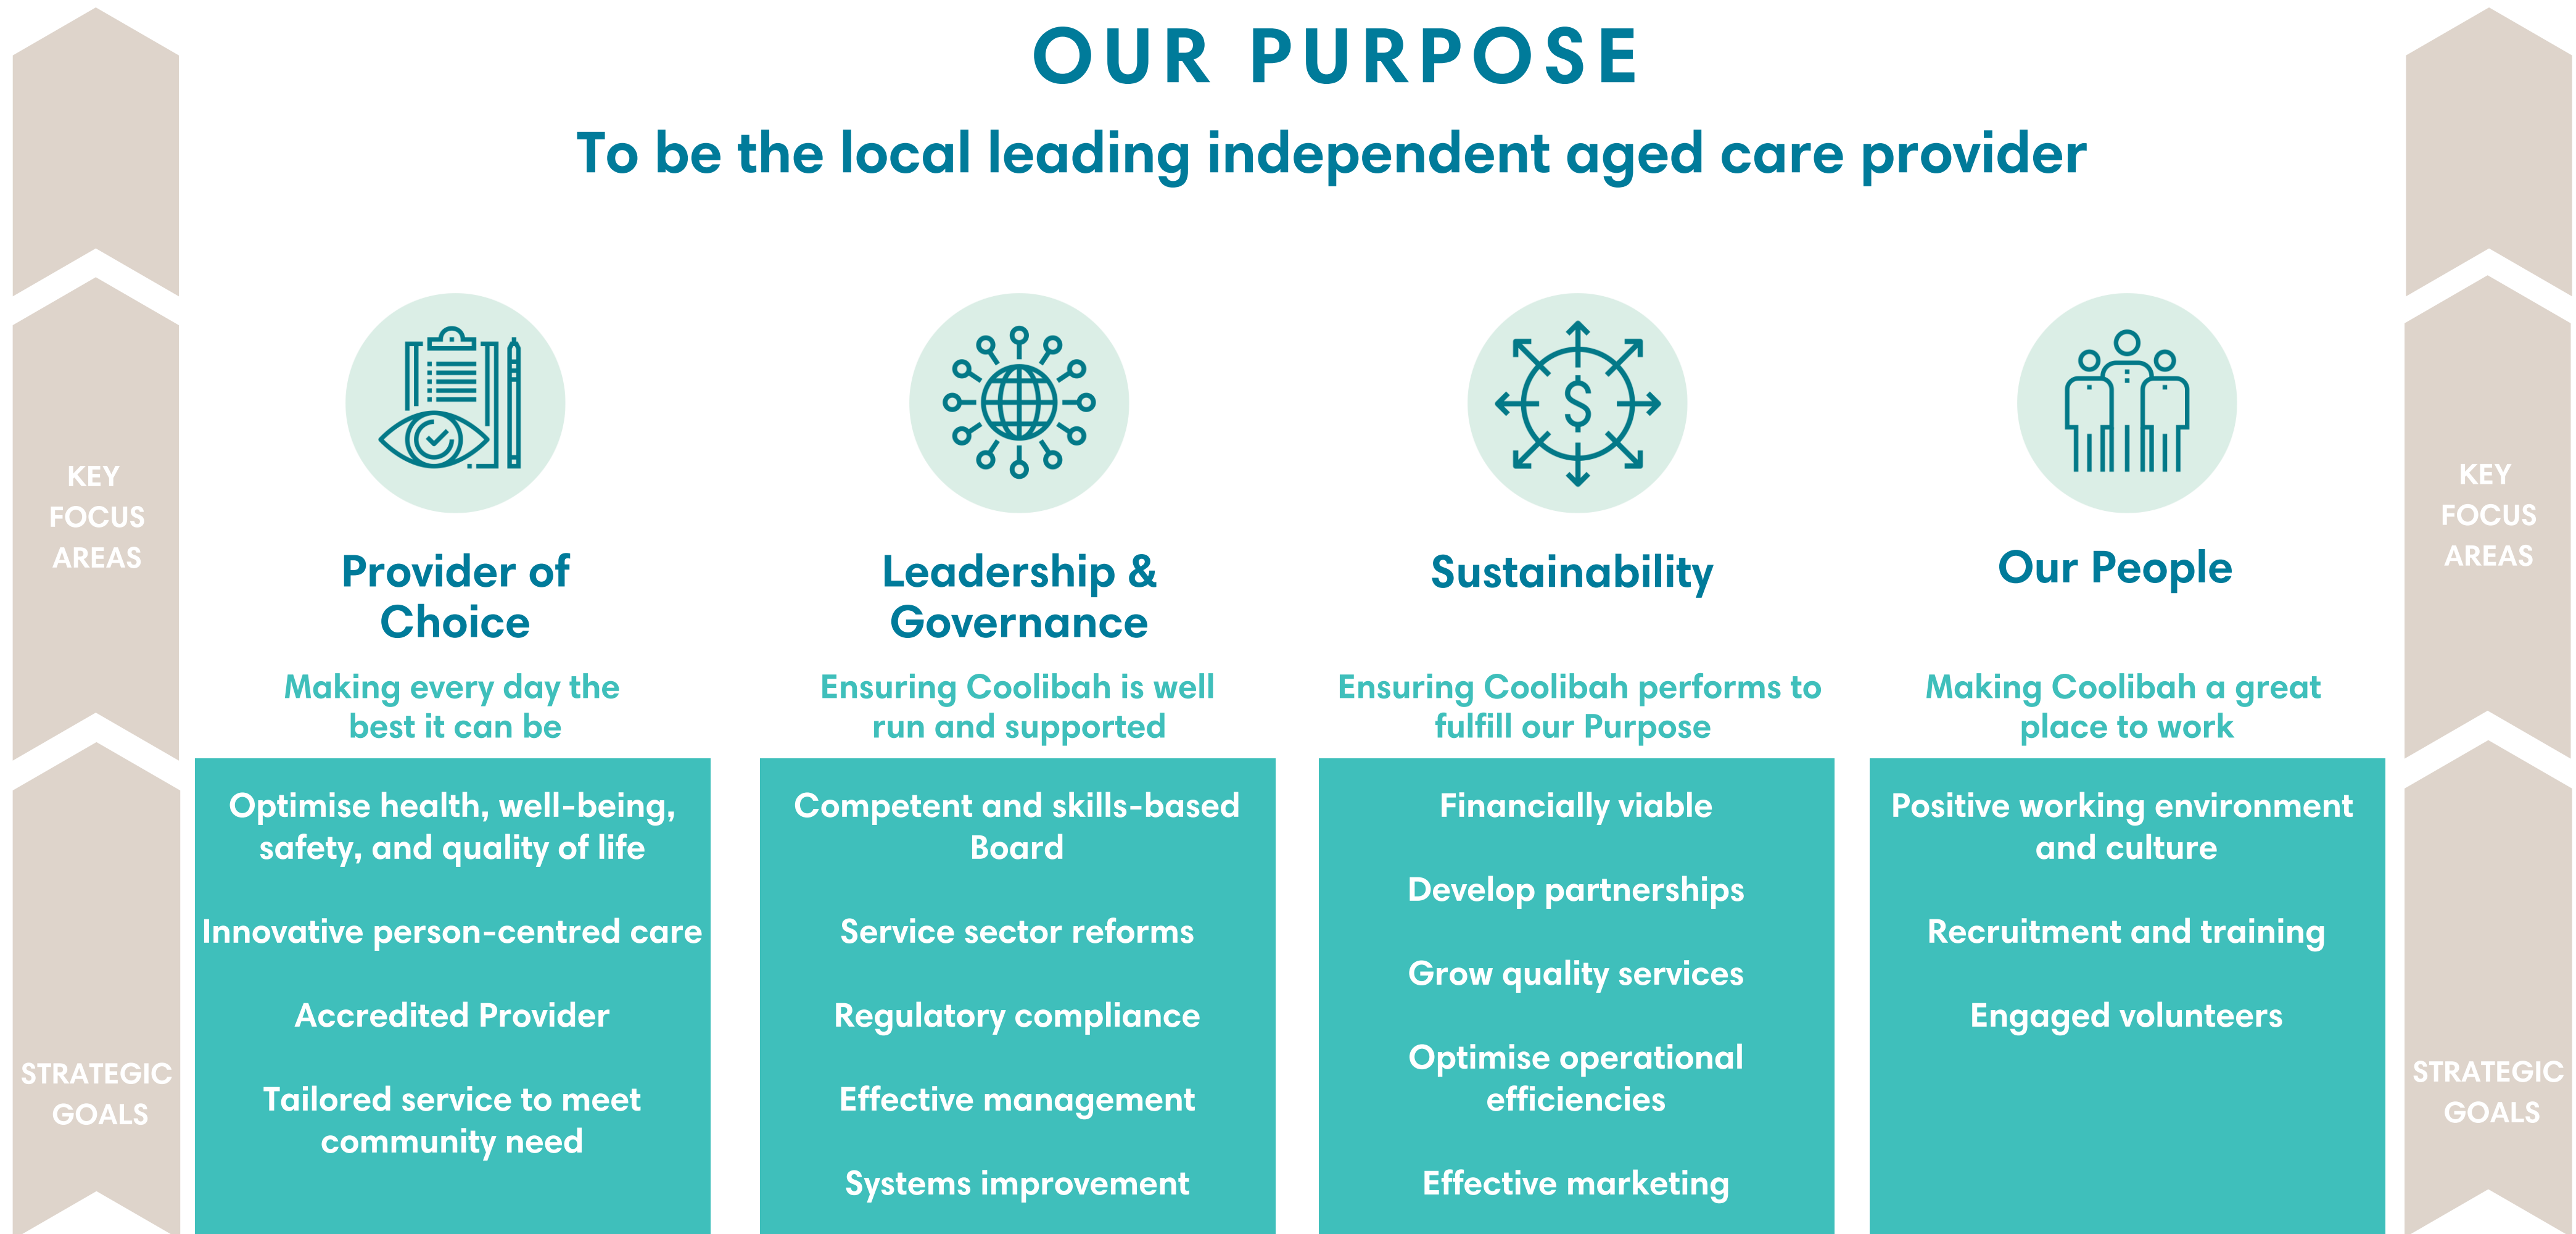 OUR PURPOSE
To be the local leading independent aged care provider
KEY
FOCUS
AREAS
Provider of
Choice
Making every day the
best it can be
Leadership &
Governance
Ensuring Coolibah is well
run and supported
Sustainability
Ensuring Coolibah performs to
fulfill our Purpose
Our People
Making Coolibah a great
place to work
KEY
FOCUS
AREAS
STRATEGIC
GOALS
Optimise health, well-being,
safety, and quality of life
Innovative person-centred care
Accredited Provider
Tailored service to meet
community need
Competent and skills-based
Board
Service sector reforms
Regulatory compliance
Effective management
Systems improvement
Financially viable
Develop partnerships
Grow quality services
Optimise operational
efficiencies
Effective marketing
Positive working environment
and culture
Recruitment and training
Engaged volunteers
STRATEGIC
GOALS